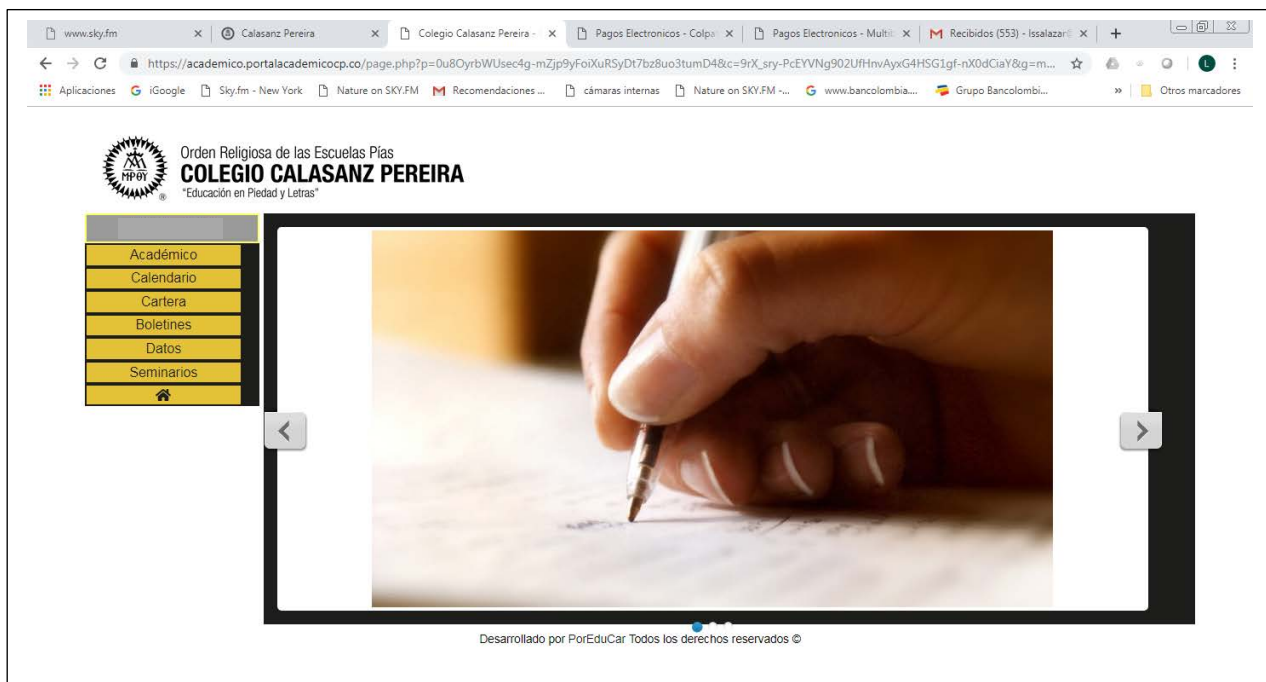 www.sky.fm
Calasanz Pereira
Colegio Calasanz Pereira -
Pagos Electronicos - Colpa
Pagos Electronicos - Multi
Recibidos (553) - lssalazar
https://academico.portalacademicocp.co/page.php?p=0u8OyrbWUsec4g-mZjp9yFoiXuRSyDt7bz8uo3tumD4&c=9rX_sry-PcEYVNg902UfHnvAyxG4HSG1gf-nX0dCiaY&g=m...
L
Aplicaciones
iGoogle
Sky.fm - New York
Nature on SKY.FM
Recomendaciones ...
cámaras internas
Nature on SKY.FM -...
www.bancolombia....
Grupo Bancolombi...
»
Otros marcadores
MPΘY
®
Orden Religiosa de las Escuelas Pías
COLEGIO CALASANZ PEREIRA
"Educación en Piedad y Letras"
Académico
Calendario
Cartera
Boletines
Datos
Seminarios
Desarrollado por PorEduCar Todos los derechos reservados ©